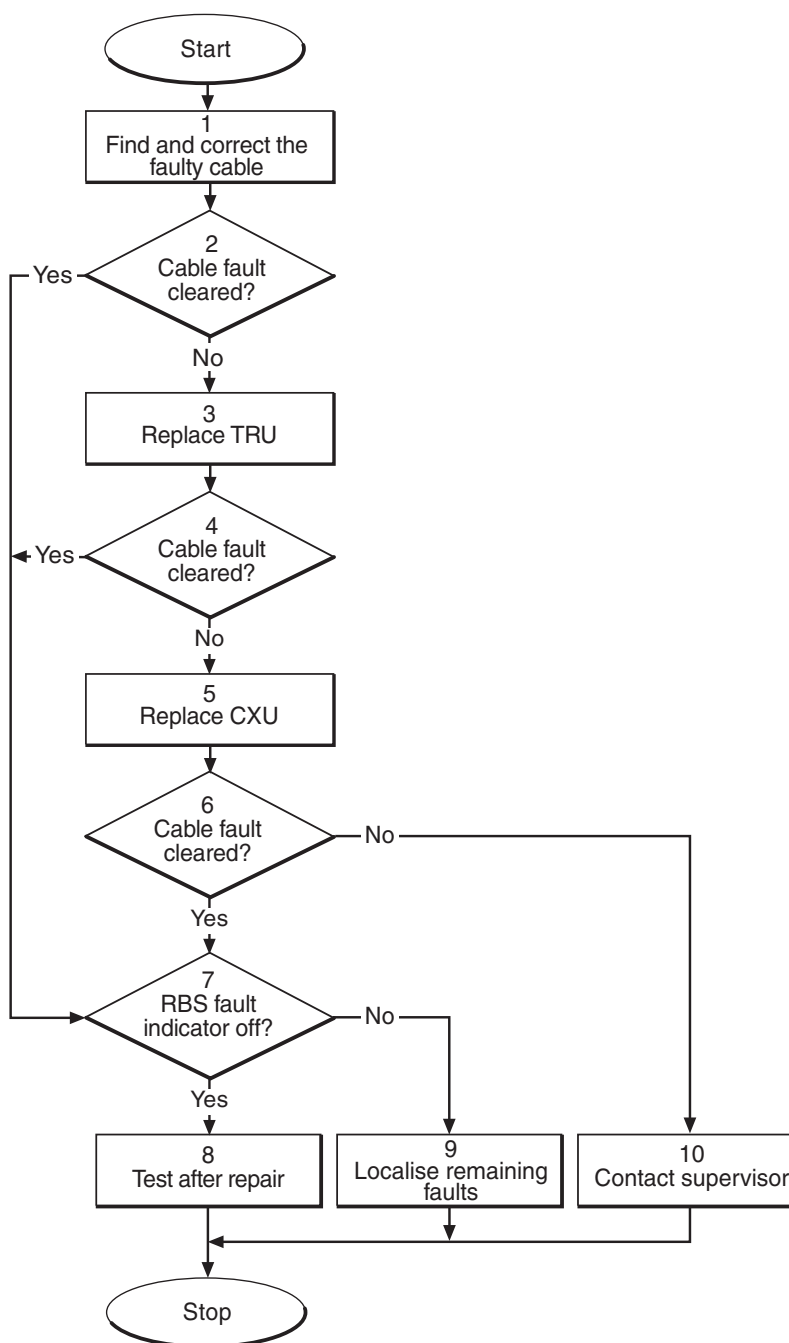 Start
1
Find and correct the
faulty cable
2
Cable fault
cleared?
Yes
No
3
Replace TRU
4
Cable fault
cleared?
Yes
No
5
Replace CXU
6
Cable fault
cleared?
No
Yes
7
RBS fault
indicator off?
No
Yes
8
Test after repair
9
Localise remaining
faults
10
Contact supervisor
Stop